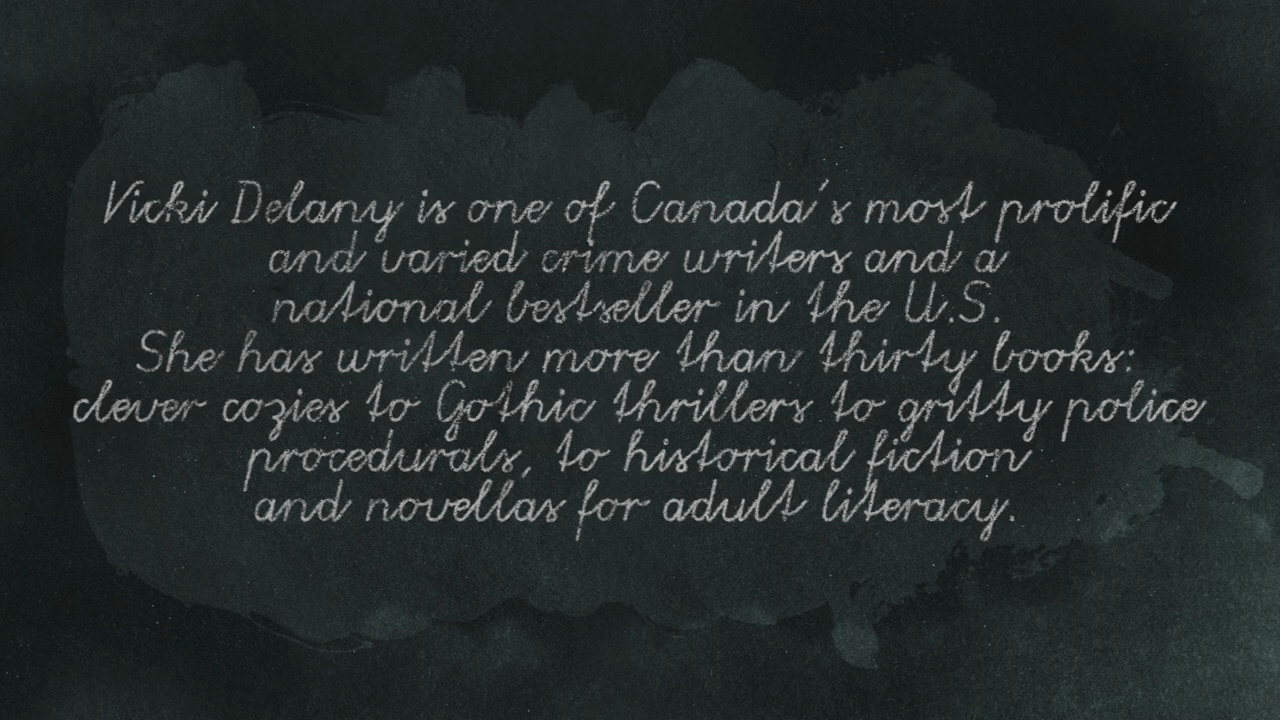 Vicki Delany is one of Canada's most prolific
and varied crime writers and a
national bestseller in the U.S.
She has written more than thirty books:
clever cozies to Gothic thrillers to gritty police
procedurals, to historical fiction
and novellas for adult literacy.